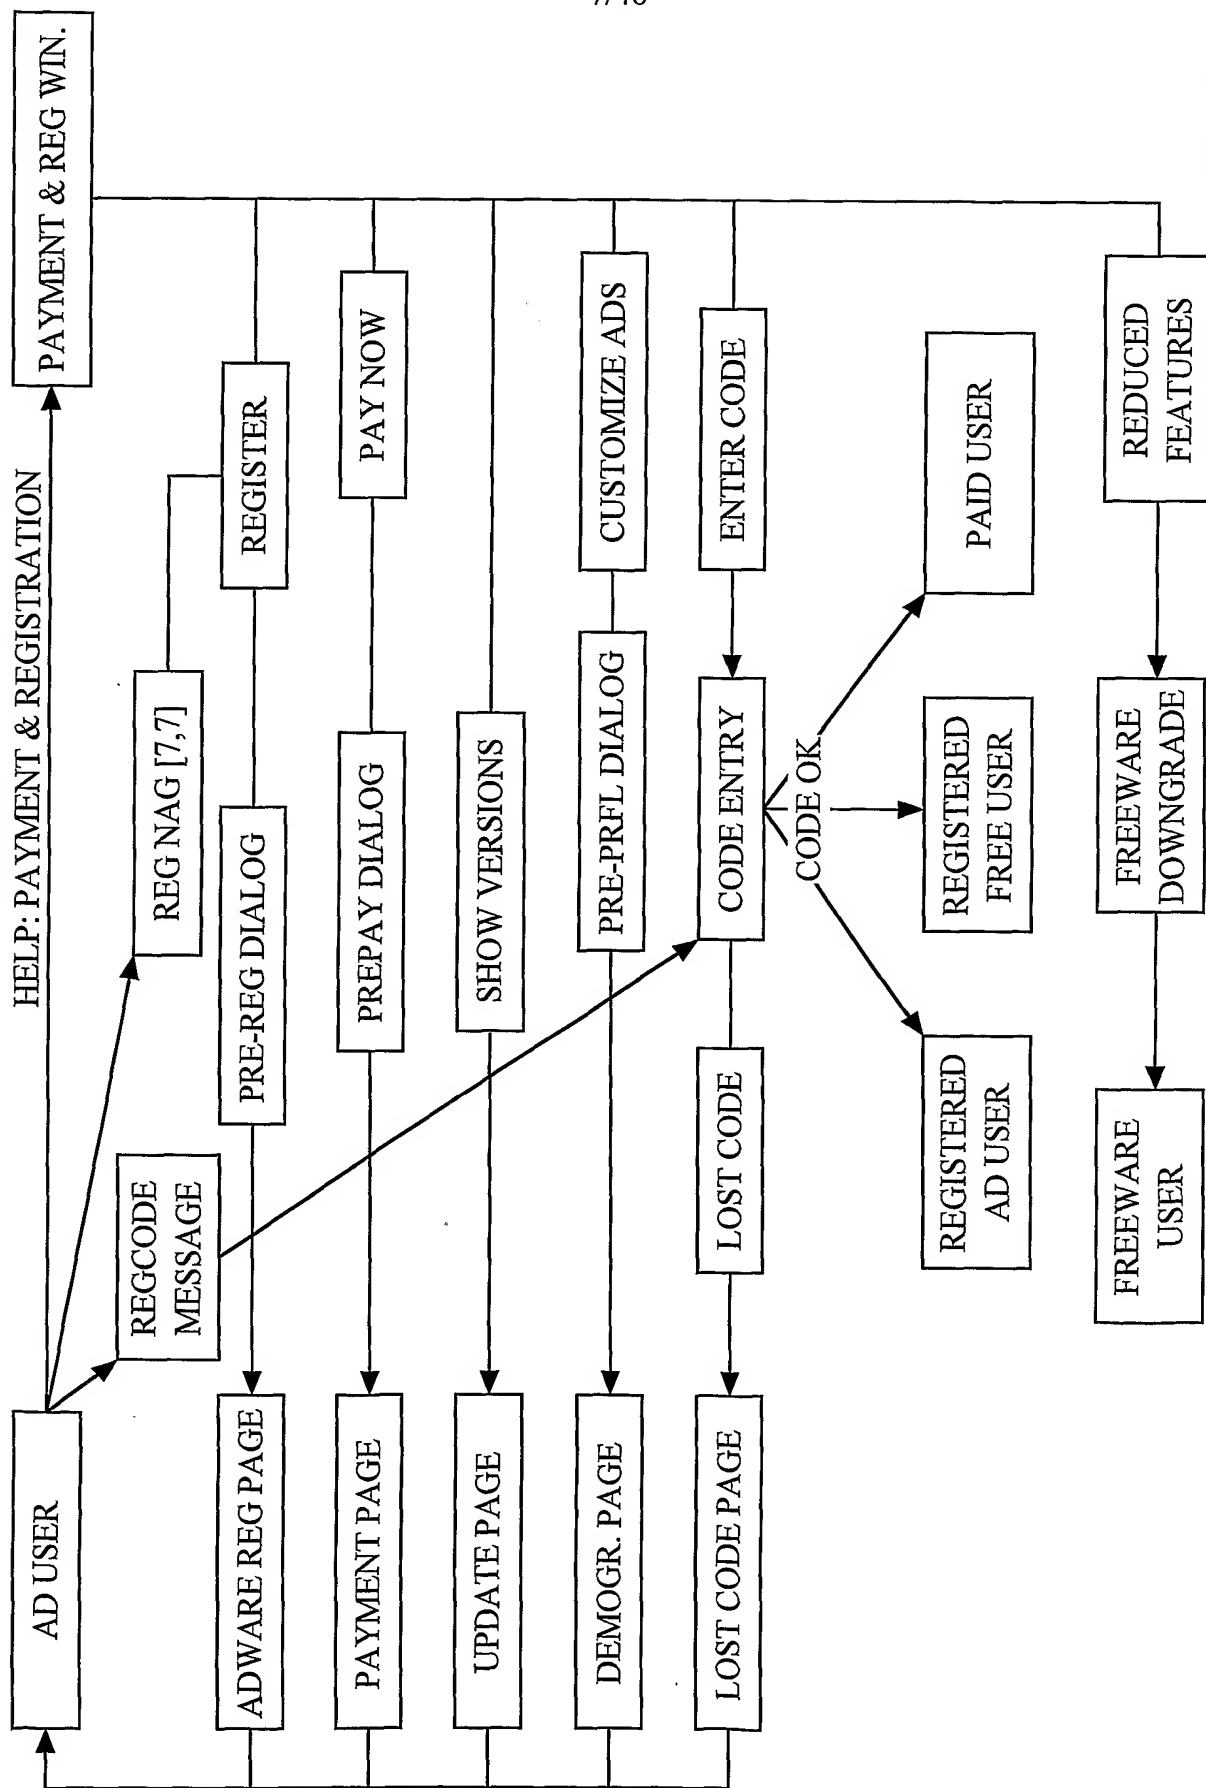 7/46
AD USER
HELP: PAYMENT & REGISTRATION
PAYMENT & REG WIN.
REGCODE
MESSAGE
REG NAG [7,7]
ADWARE REG PAGE
PRE-REG DIALOG
REGISTER
PAYMENT PAGE
PREPAY DIALOG
PAY NOW
UPDATE PAGE
SHOW VERSIONS
DEMOGR. PAGE
PRE-PRFL DIALOG
CUSTOMIZE ADS
LOST CODE PAGE
LOST CODE
CODE ENTRY
ENTER CODE
CODE OK
REGISTERED
AD USER
REGISTERED
FREE USER
PAID USER
FREEWARE
USER
FREEWARE
DOWNGRADE
REDUCED
FEATURES